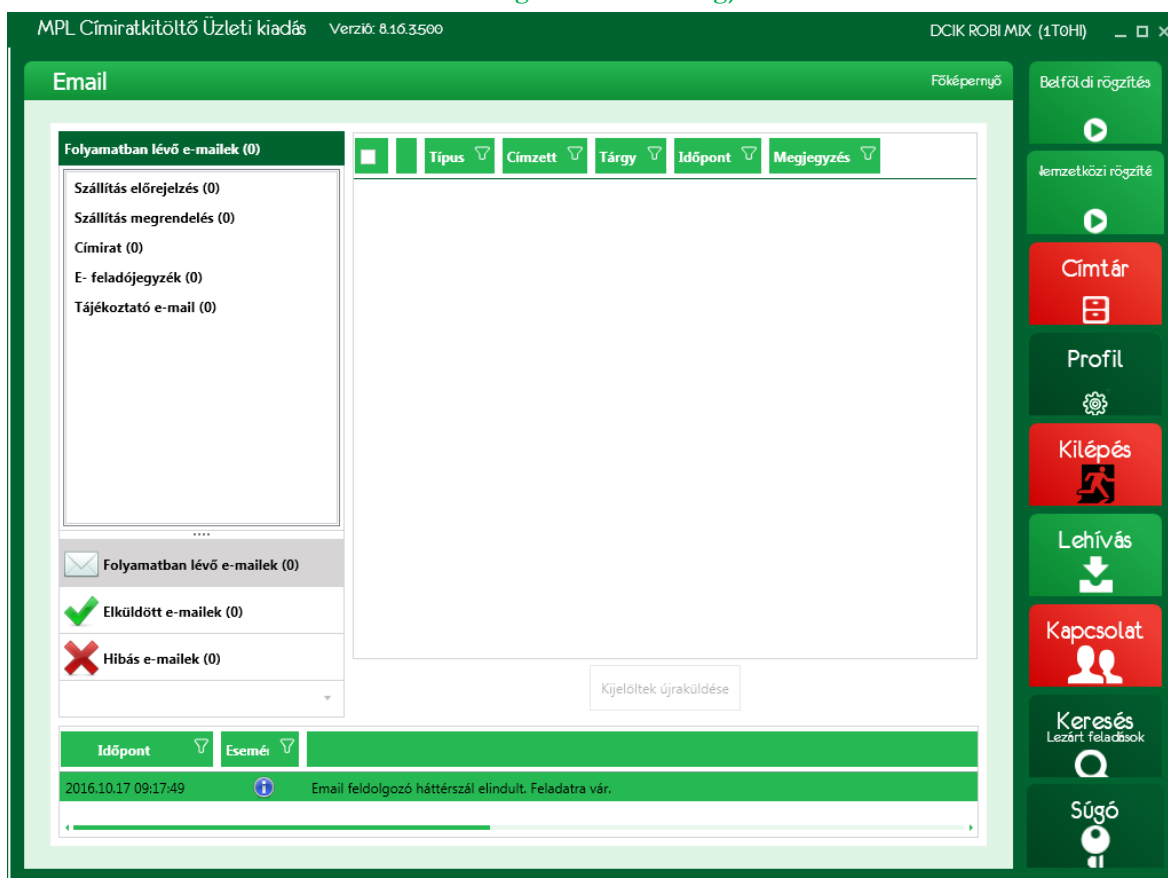 MPL Címiratkitöltő Üzleti kiadás Verzió: 8.16.3.500 DCIK ROBI MIX (1T0HI)
Email Főképernyő
Folyamatban lévő e-mailek (0)
Szállítás előrejelzés (0)
Szállítás megrendelés (0)
Címirat (0)
E- feladójegyzék (0)
Tájékoztató e-mail (0)
Folyamatban lévő e-mailek (0)
Elküldött e-mailek (0)
Hibás e-mailek (0)
Típus Címzett Tárgy Időpont Megjegyzés
Kijelöltek újraküldése
Időpont Esemé
2016.10.17 09:17:49 Email feldolgozó háttérszál elindult. Feladatra vár.
Belföldi rögzítés
Nemzetközi rögzíté
Címtár
Profil
Kilépés
Lehívás
Kapcsolat
Keresés
Lezárt feladások
Súgó